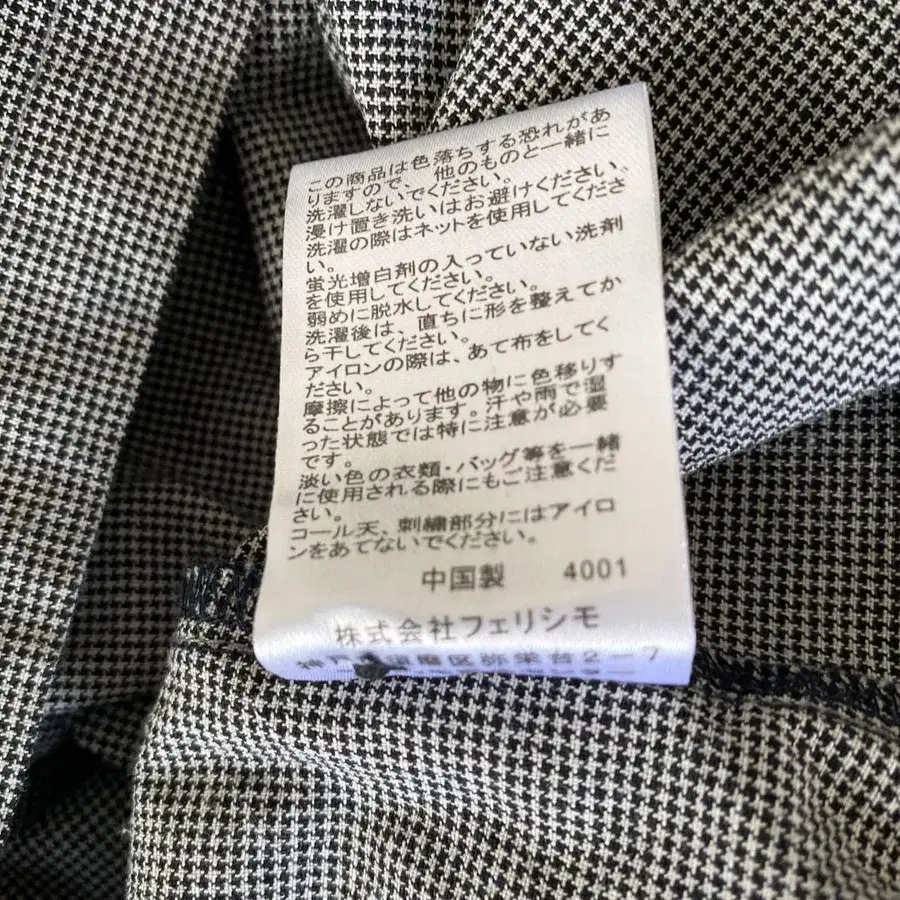 この商品は色落ちする恐れがあ
りますので、他のものと一緒に
洗濯しないでください。
浸け置き洗いはお避けください。
洗濯の際はネットを使用してくださ
い。
蛍光増白剤の入っていない洗剤
を使用してください。
弱めに脱水してください。
洗濯後は、直ちに形を整えてか
ら干してください。
アイロンの際は、あて布をしてく
ださい。
摩擦によって他の物に色移りす
ることがあります。汗や雨で湿
った状態では特に注意が必要
です。
淡い色の衣類・バッグ等を一緒
に使用される際にもご注意くだ
さい。
コール天、刺繍部分にはアイロ
ンをあてないでください。
中国製 4001
株式会社フェリシモ
区弥栄台2-7